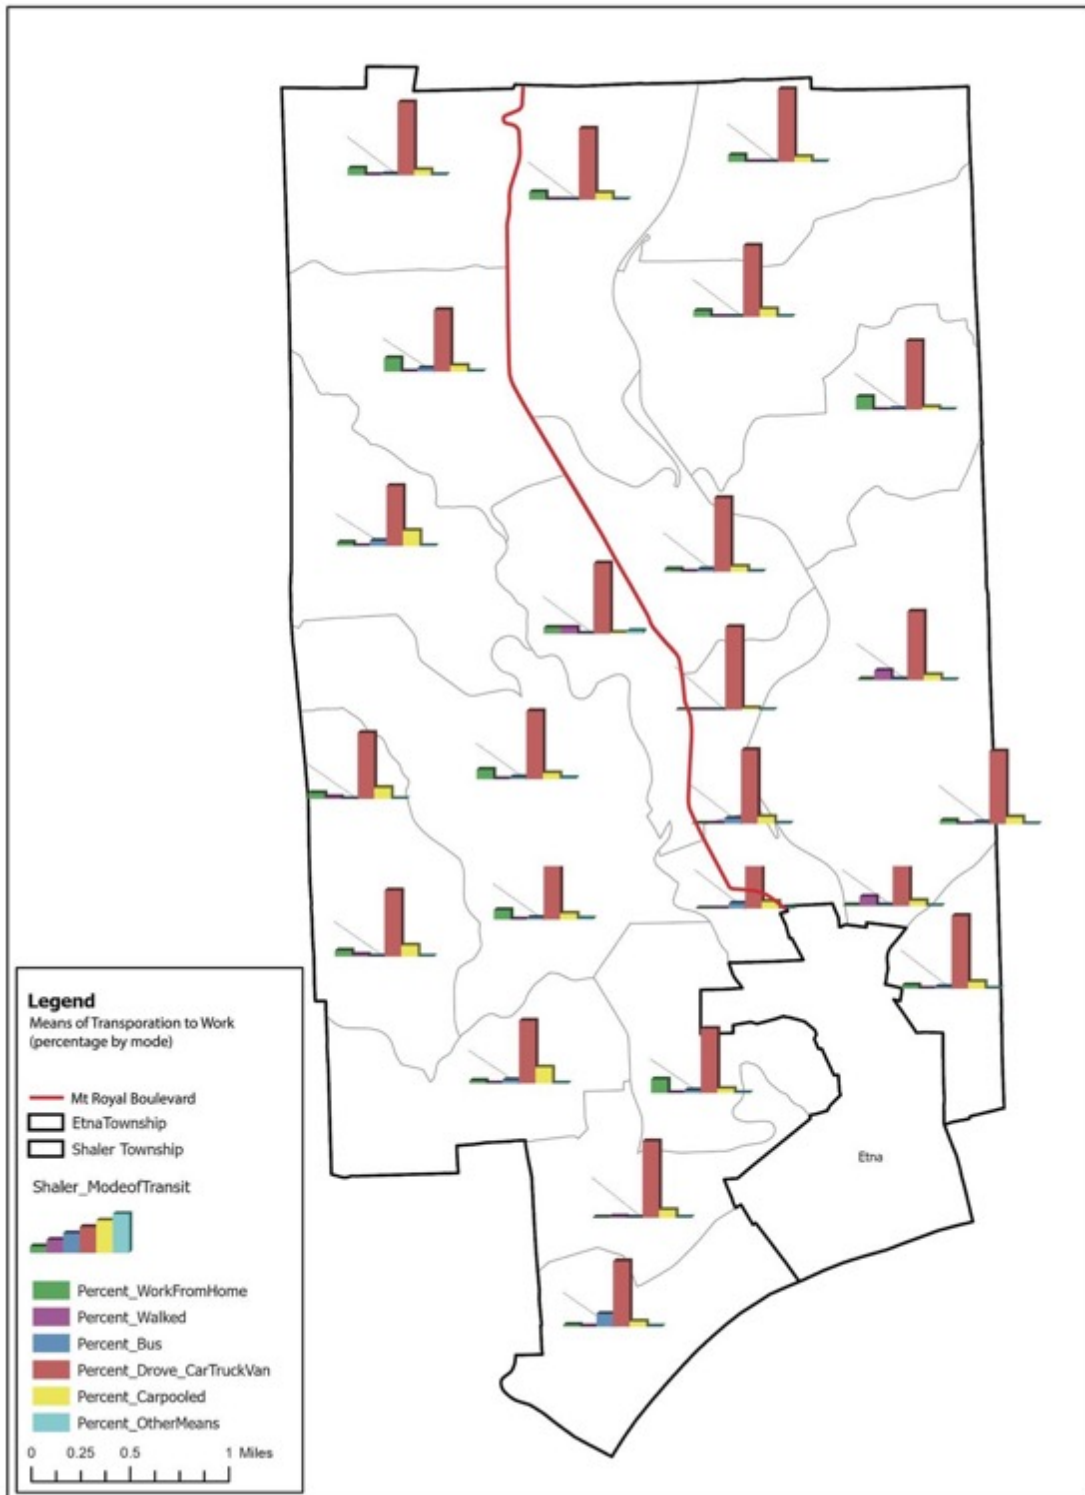 Etna
Legend
Means of Transporation to Work
(percentage by mode)
Mt Royal Boulevard
EtnaTownship
Shaler Township
Shaler_ModeofTransit
Percent_WorkFromHome
Percent_Walked
Percent_Bus
Percent_Drove_CarTruckVan
Percent_Carpooled
Percent_OtherMeans
0 0.25 0.5 1 Miles